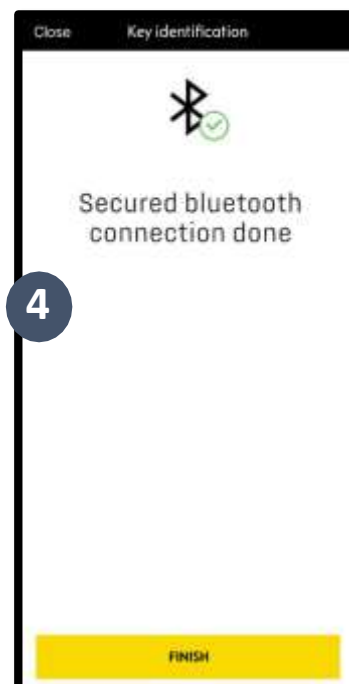 Close Key identification
Secured bluetooth
connection done
4
FINISH